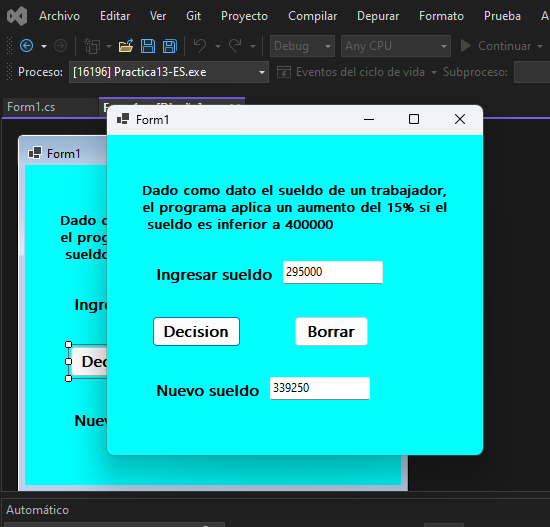 Archivo Editar Ver Git Proyecto Compilar Depurar Formato Prueba A
Debug Any CPU Continuar
Proceso: [16196] Practica13-ES.exe Eventos del ciclo de vida Subproceso:
Form1.cs
Form1
Form1
Dado como dato el sueldo de un trabajador,
el programa aplica un aumento del 15% si el
sueldo es inferior a 400000
Ingresar sueldo 295000
Decision Borrar
Nuevo sueldo 339250
Dado
el prog
sueldo
Ingre
Dec
Nuev
Automático